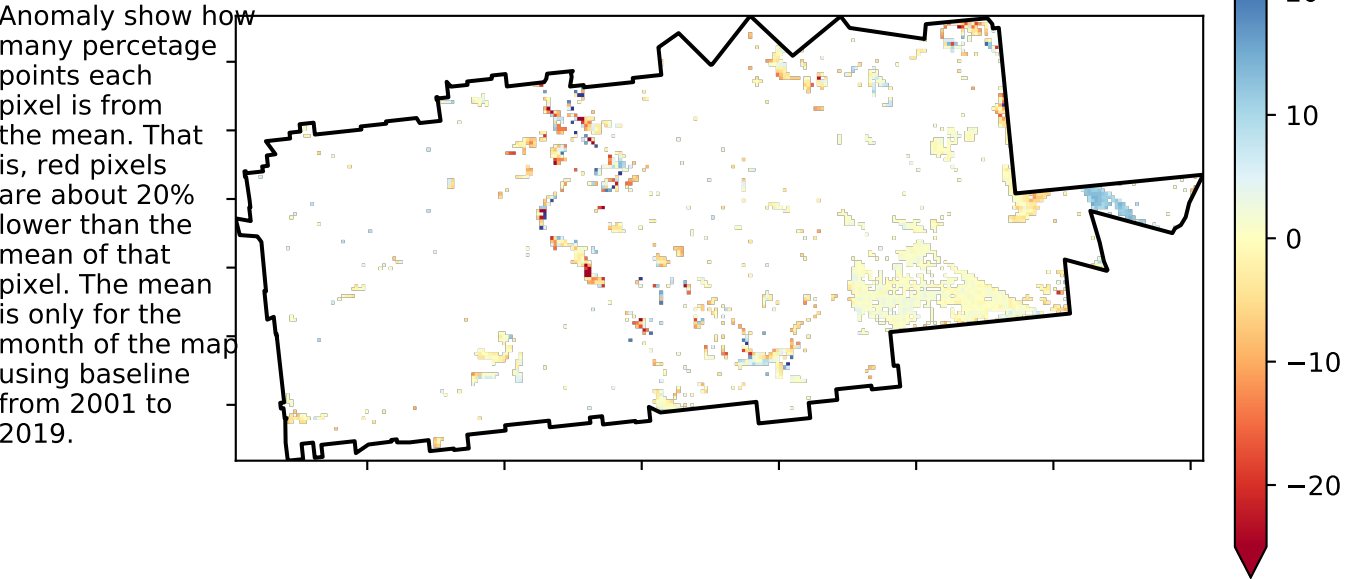 Anomaly show how
many percetage
points each
pixel is from
the mean. That
is, red pixels
are about 20%
lower than the
mean of that
pixel. The mean
is only for the
month of the map
using baseline
from 2001 to
2019.
10
0
−10
−20